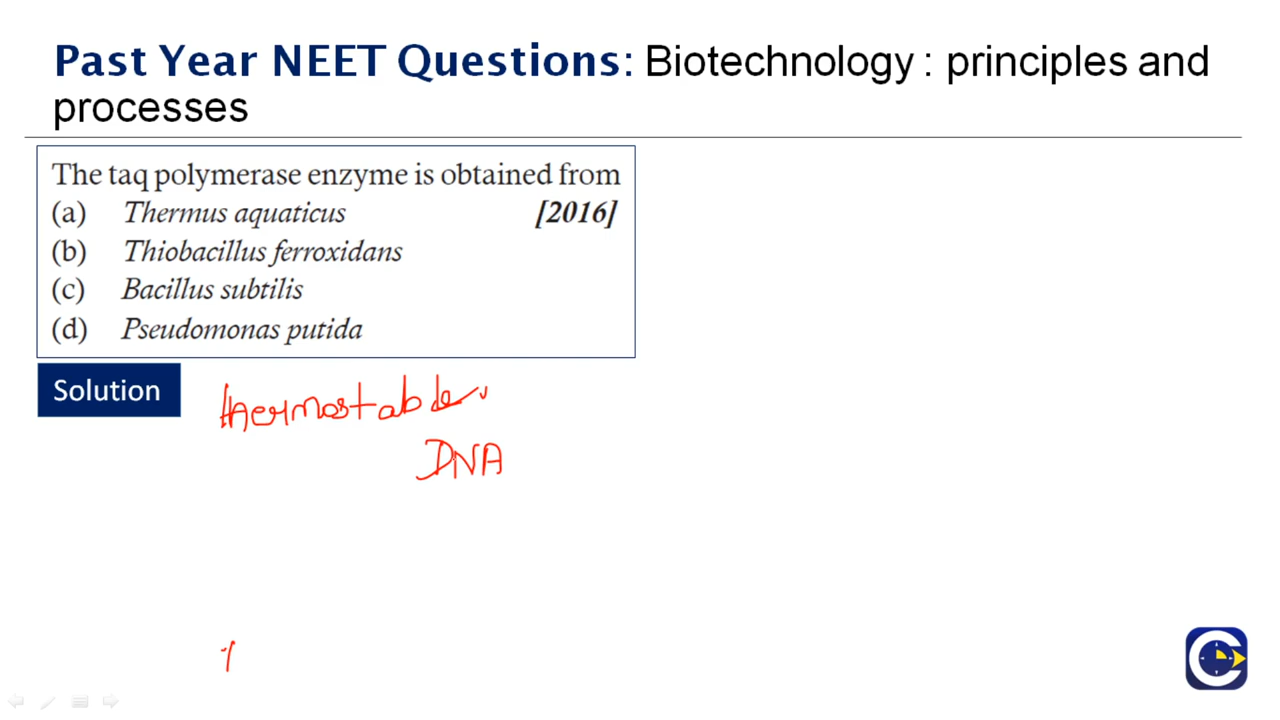 Past Year NEET Questions: Biotechnology : principles and
processes
The taq polymerase enzyme is obtained from
(a) Thermus aquaticus [2016]
(b) Thiobacillus ferroxidans
(c) Bacillus subtilis
(d) Pseudomonas putida
Solution
thermostable
DNA